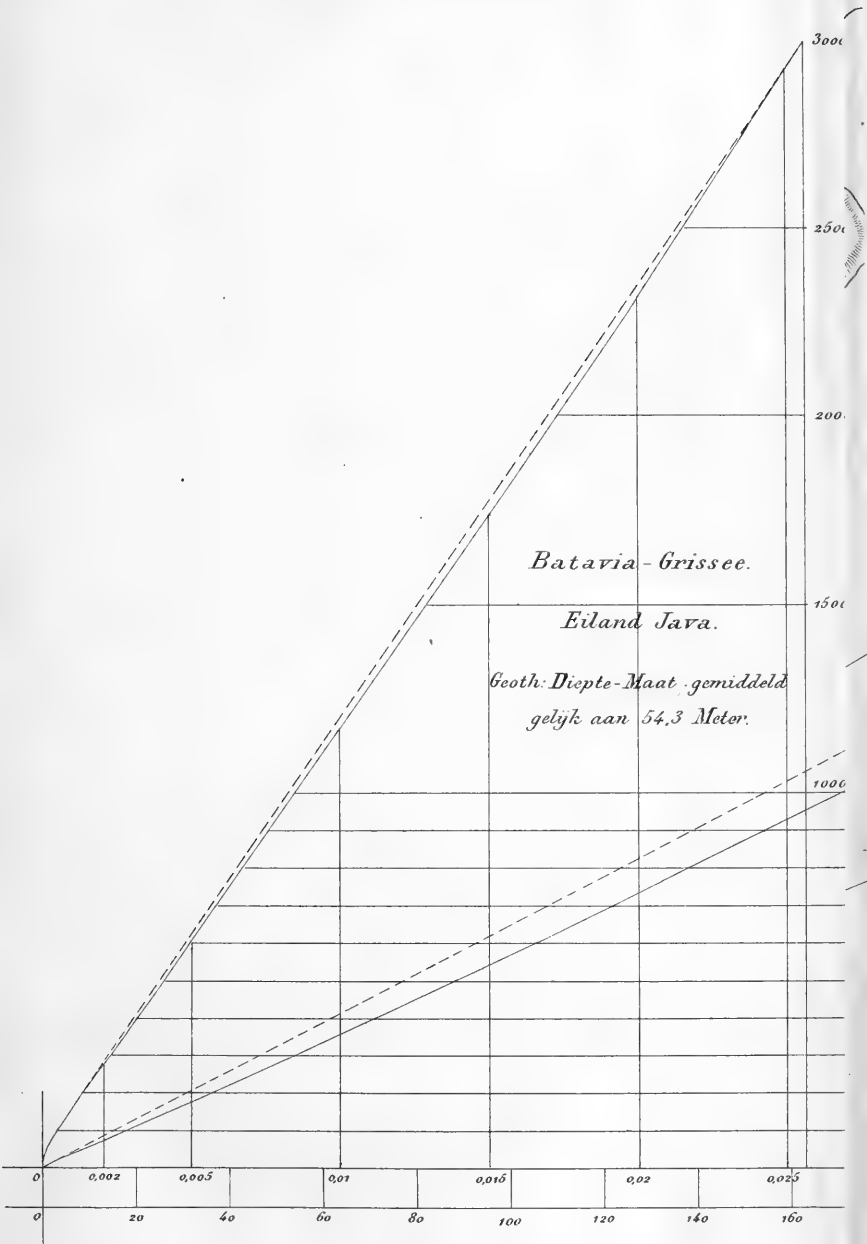 3000
2500
2000
Batavia - Grissee.
1500
Eiland Java.
Geoth: Diepte-Maat gemiddeld
gelijk aan 54,3 Meter.
1000
0 0,002 0,005 0,01 0,015 0,02 0,025
0 20 40 60 80 100 120 140 160